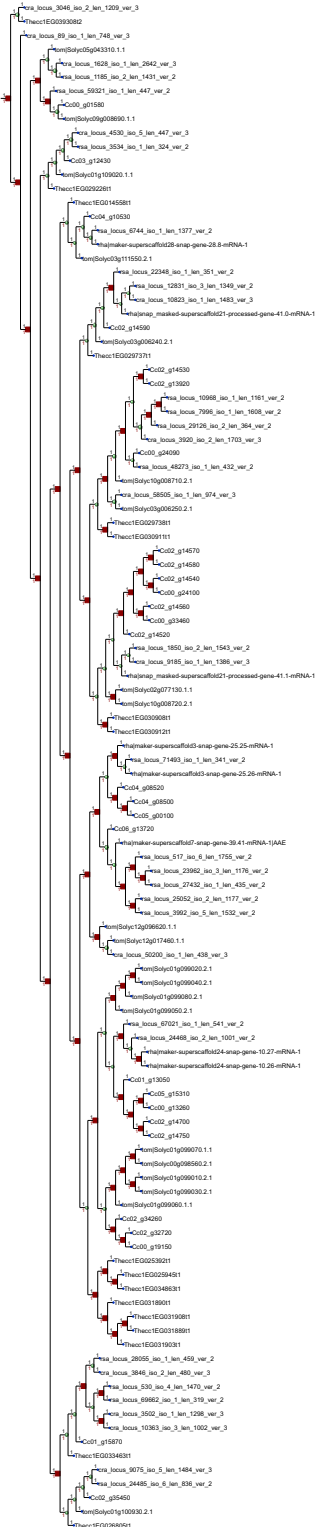 cra_locus_3046_iso_2_len_1209_ver_3
Thecc1EG039308t2
cra_locus_89_iso_1_len_748_ver_3
tom|Solyc05g043310.1.1
cra_locus_1628_iso_1_len_2642_ver_3
rsa_locus_1185_iso_2_len_1431_ver_2
rsa_locus_59321_iso_1_len_447_ver_2
Cc00_g01580
tom|Solyc09g008690.1.1
cra_locus_4530_iso_5_len_447_ver_3
rsa_locus_3534_iso_1_len_324_ver_2
Cc03_g12430
tom|Solyc01g109020.1.1
Thecc1EG029226t1
Thecc1EG014558t1
Cc04_g10530
rsa_locus_6744_iso_1_len_1377_ver_2
rha|maker-superscaffold28-snap-gene-28.8-mRNA-1
tom|Solyc03g111550.2.1
rsa_locus_22348_iso_1_len_351_ver_2
rsa_locus_12831_iso_3_len_1349_ver_2
cra_locus_10823_iso_1_len_1483_ver_3
rha|snap_masked-superscaffold21-processed-gene-41.0-mRNA-1
Cc02_g14590
tom|Solyc03g006240.2.1
Thecc1EG029737t1
Cc02_g14530
Cc02_g13920
rsa_locus_10968_iso_1_len_1161_ver_2
rsa_locus_7996_iso_1_len_1608_ver_2
rsa_locus_29126_iso_2_len_364_ver_2
cra_locus_3920_iso_2_len_1703_ver_3
Cc00_g24090
rsa_locus_48273_iso_1_len_432_ver_2
tom|Solyc10g008710.2.1
cra_locus_58505_iso_1_len_974_ver_3
tom|Solyc03g006250.2.1
Thecc1EG029738t1
Thecc1EG030911t1
Cc02_g14570
Cc02_g14580
Cc02_g14540
Cc00_g24100
Cc02_g14560
Cc00_g33460
Cc02_g14520
rsa_locus_1850_iso_1_len_1543_ver_2
cra_locus_9185_iso_1_len_1386_ver_3
rha|snap_masked-superscaffold21-processed-gene-41.1-mRNA-1
tom|Solyc02g077130.1.1
tom|Solyc10g008720.2.1
Thecc1EG030908t1
Thecc1EG030912t1
rha|maker-superscaffold3-snap-gene-25.25-mRNA-1
rsa_locus_71493_iso_1_len_341_ver_2
rha|maker-superscaffold3-snap-gene-25.26-mRNA-1
Cc04_g08520
Cc04_g08500
Cc05_g00100
Cc06_g13720
rha|maker-superscaffold7-snap-gene-39.41-mRNA-1|AAE
rsa_locus_517_iso_6_len_1755_ver_2
rsa_locus_23962_iso_3_len_1176_ver_2
rsa_locus_27432_iso_1_len_435_ver_2
rsa_locus_25052_iso_2_len_1177_ver_2
rsa_locus_3992_iso_5_len_1532_ver_2
tom|Solyc12g096620.1.1
tom|Solyc12g017460.1.1
cra_locus_50200_iso_1_len_438_ver_3
tom|Solyc01g099020.2.1
tom|Solyc01g099040.2.1
tom|Solyc01g099080.2.1
tom|Solyc01g099050.2.1
rsa_locus_67021_iso_1_len_541_ver_2
rsa_locus_24468_iso_2_len_1001_ver_2
rha|maker-superscaffold24-snap-gene-10.27-mRNA-1
rha|maker-superscaffold24-snap-gene-10.26-mRNA-1
Cc01_g13050
Cc05_g15310
Cc00_g13260
Cc02_g14700
Cc02_g14750
tom|Solyc01g099070.1.1
tom|Solyc00g098560.2.1
tom|Solyc01g099010.2.1
tom|Solyc01g099030.2.1
tom|Solyc01g099060.1.1
Cc02_g34260
Cc02_g32720
Cc00_g19150
Thecc1EG025392t1
Thecc1EG025945t1
Thecc1EG034863t1
Thecc1EG031890t1
Thecc1EG031908t1
Thecc1EG031889t1
Thecc1EG031903t1
rsa_locus_28055_iso_1_len_459_ver_2
cra_locus_3846_iso_2_len_480_ver_3
rsa_locus_530_iso_4_len_1470_ver_2
rsa_locus_69662_iso_1_len_319_ver_2
cra_locus_3502_iso_1_len_1298_ver_3
cra_locus_10363_iso_3_len_1002_ver_3
Cc01_g15870
Thecc1EG033463t1
cra_locus_9075_iso_5_len_1484_ver_3
rsa_locus_24485_iso_6_len_836_ver_2
Cc02_g35450
tom|Solyc01g100930.2.1
Thecc1EG026805t1